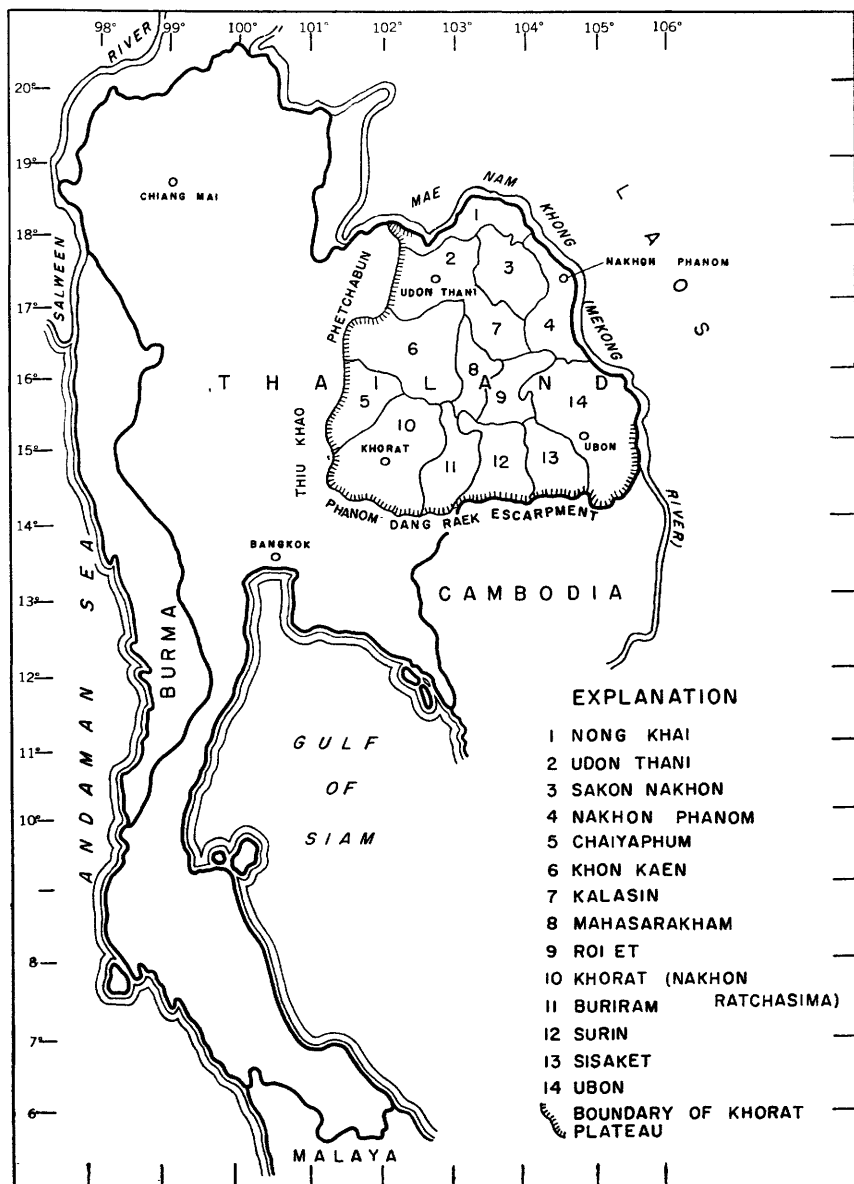 98° 99° 100° 101° 102° 103° 104° 105° 106°
RIVER
20°
19°
18°
17°
16°
15°
14°
13°
12°
11°
10°
8
7°
6°
CHIANG MAI
MAE NAM KHONG
(MEKONG
RIVER)
LAOS
NAKHON PHANOM
SALWEEN
PHETCHABUN
THIU KHAO
1
2
UDON THANI
3
4
7
6
8
THAILAND
5
9
14
10
KHORAT
UBON
11
12
13
PHANOM DANG RAEK ESCARPMENT
BANGKOK
CAMBODIA
ANDAMAN SEA
BURMA
GULF
OF
SIAM
MALAYA
EXPLANATION
1 NONG KHAI
2 UDON THANI
3 SAKON NAKHON
4 NAKHON PHANOM
5 CHAIYAPHUM
6 KHON KAEN
7 KALASIN
8 MAHASARAKHAM
9 ROI ET
10 KHORAT (NAKHON
RATCHASIMA)
11 BURIRAM
12 SURIN
13 SISAKET
14 UBON
BOUNDARY OF KHORAT
PLATEAU